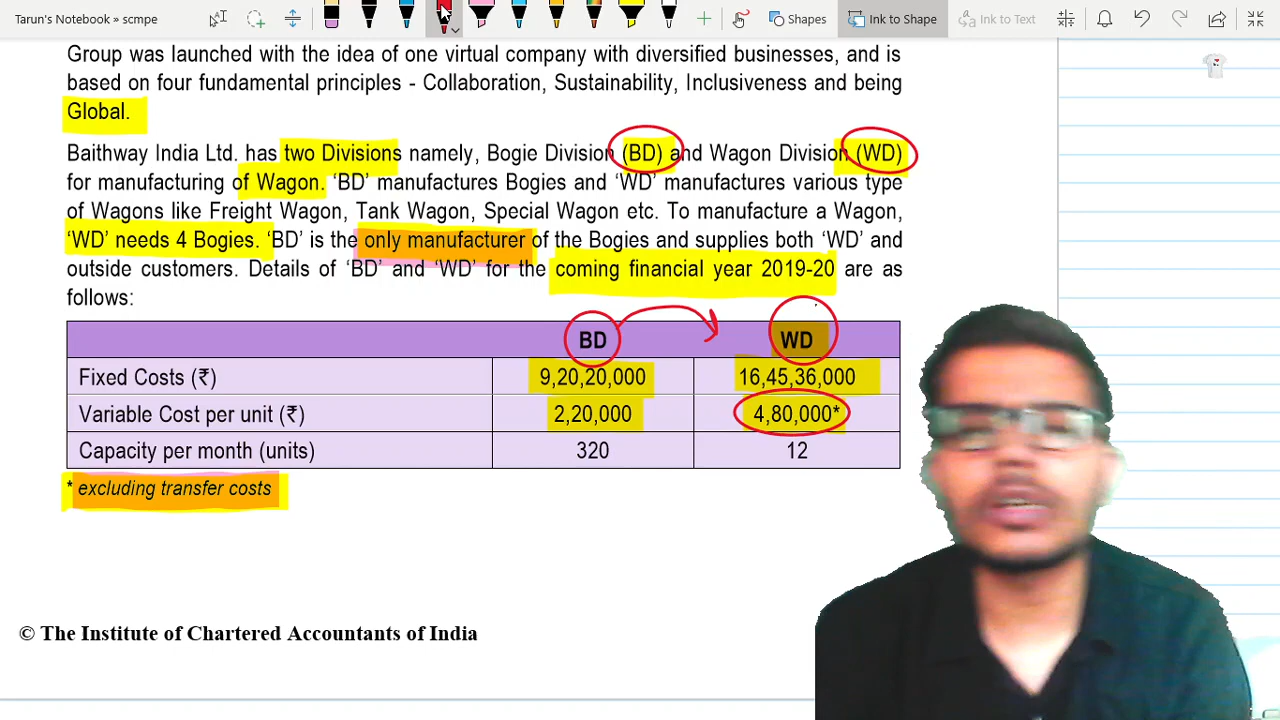 Tarun's Notebook » scmpe
Shapes
Ink to Shape
Ink to Text
Group was launched with the idea of one virtual company with diversified businesses, and is
based on four fundamental principles - Collaboration, Sustainability, Inclusiveness and being
Global.
Baithway India Ltd. has two Divisions namely, Bogie Division (BD) and Wagon Division (WD)
for manufacturing of Wagon. ‘BD’ manufactures Bogies and ‘WD’ manufactures various type
of Wagons like Freight Wagon, Tank Wagon, Special Wagon etc. To manufacture a Wagon,
‘WD’ needs 4 Bogies. ‘BD’ is the only manufacturer of the Bogies and supplies both ‘WD’ and
outside customers. Details of ‘BD’ and ‘WD’ for the coming financial year 2019-20 are as
follows:
BD WD
Fixed Costs (₹) 9,20,20,000 16,45,36,000
Variable Cost per unit (₹) 2,20,000 4,80,000*
Capacity per month (units) 320 12
* excluding transfer costs
© The Institute of Chartered Accountants of India